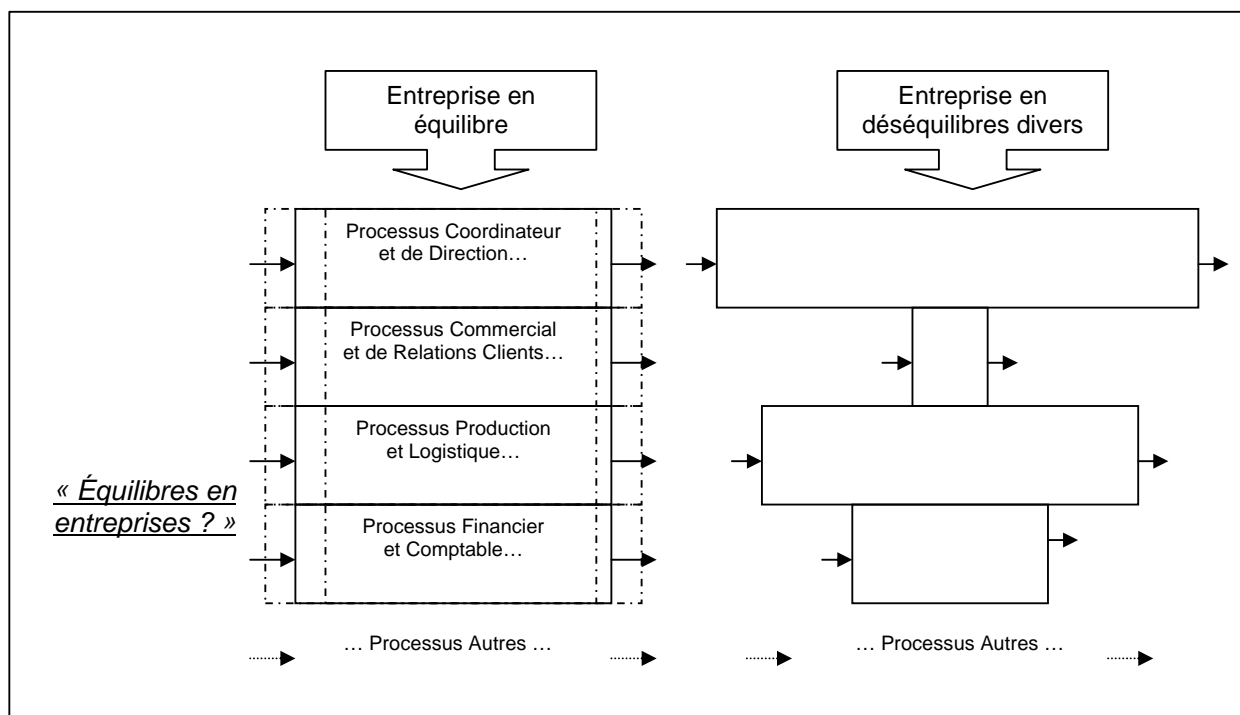 Entreprise en
équilibre
Entreprise en
déséquilibres divers
Processus Coordinateur
et de Direction…
Processus Commercial
et de Relations Clients…
Processus Production
et Logistique…
« Équilibres en
entreprises ? »
Processus Financier
et Comptable…
… Processus Autres …
… Processus Autres …